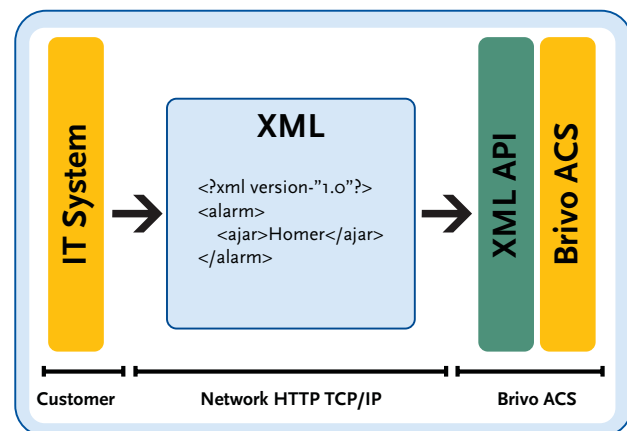 IT System
XML
<?xml version-”1.0”?>
<alarm>
<ajar>Homer</ajar>
</alarm>
XML API
Brivo ACS
Customer
Network HTTP TCP/IP
Brivo ACS